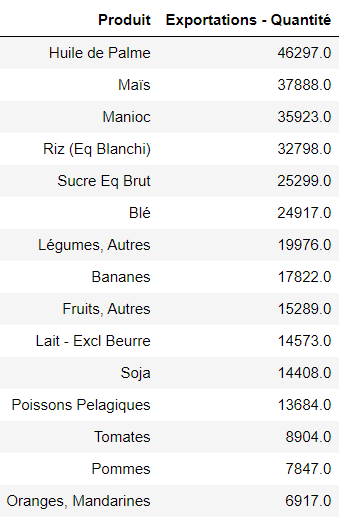 Produit Exportations - Quantité
Huile de Palme 46297.0
Maïs 37888.0
Manioc 35923.0
Riz (Eq Blanchi) 32798.0
Sucre Eq Brut 25299.0
Blé 24917.0
Légumes, Autres 19976.0
Bananes 17822.0
Fruits, Autres 15289.0
Lait - Excl Beurre 14573.0
Soja 14408.0
Poissons Pelagiques 13684.0
Tomates 8904.0
Pommes 7847.0
Oranges, Mandarines 6917.0